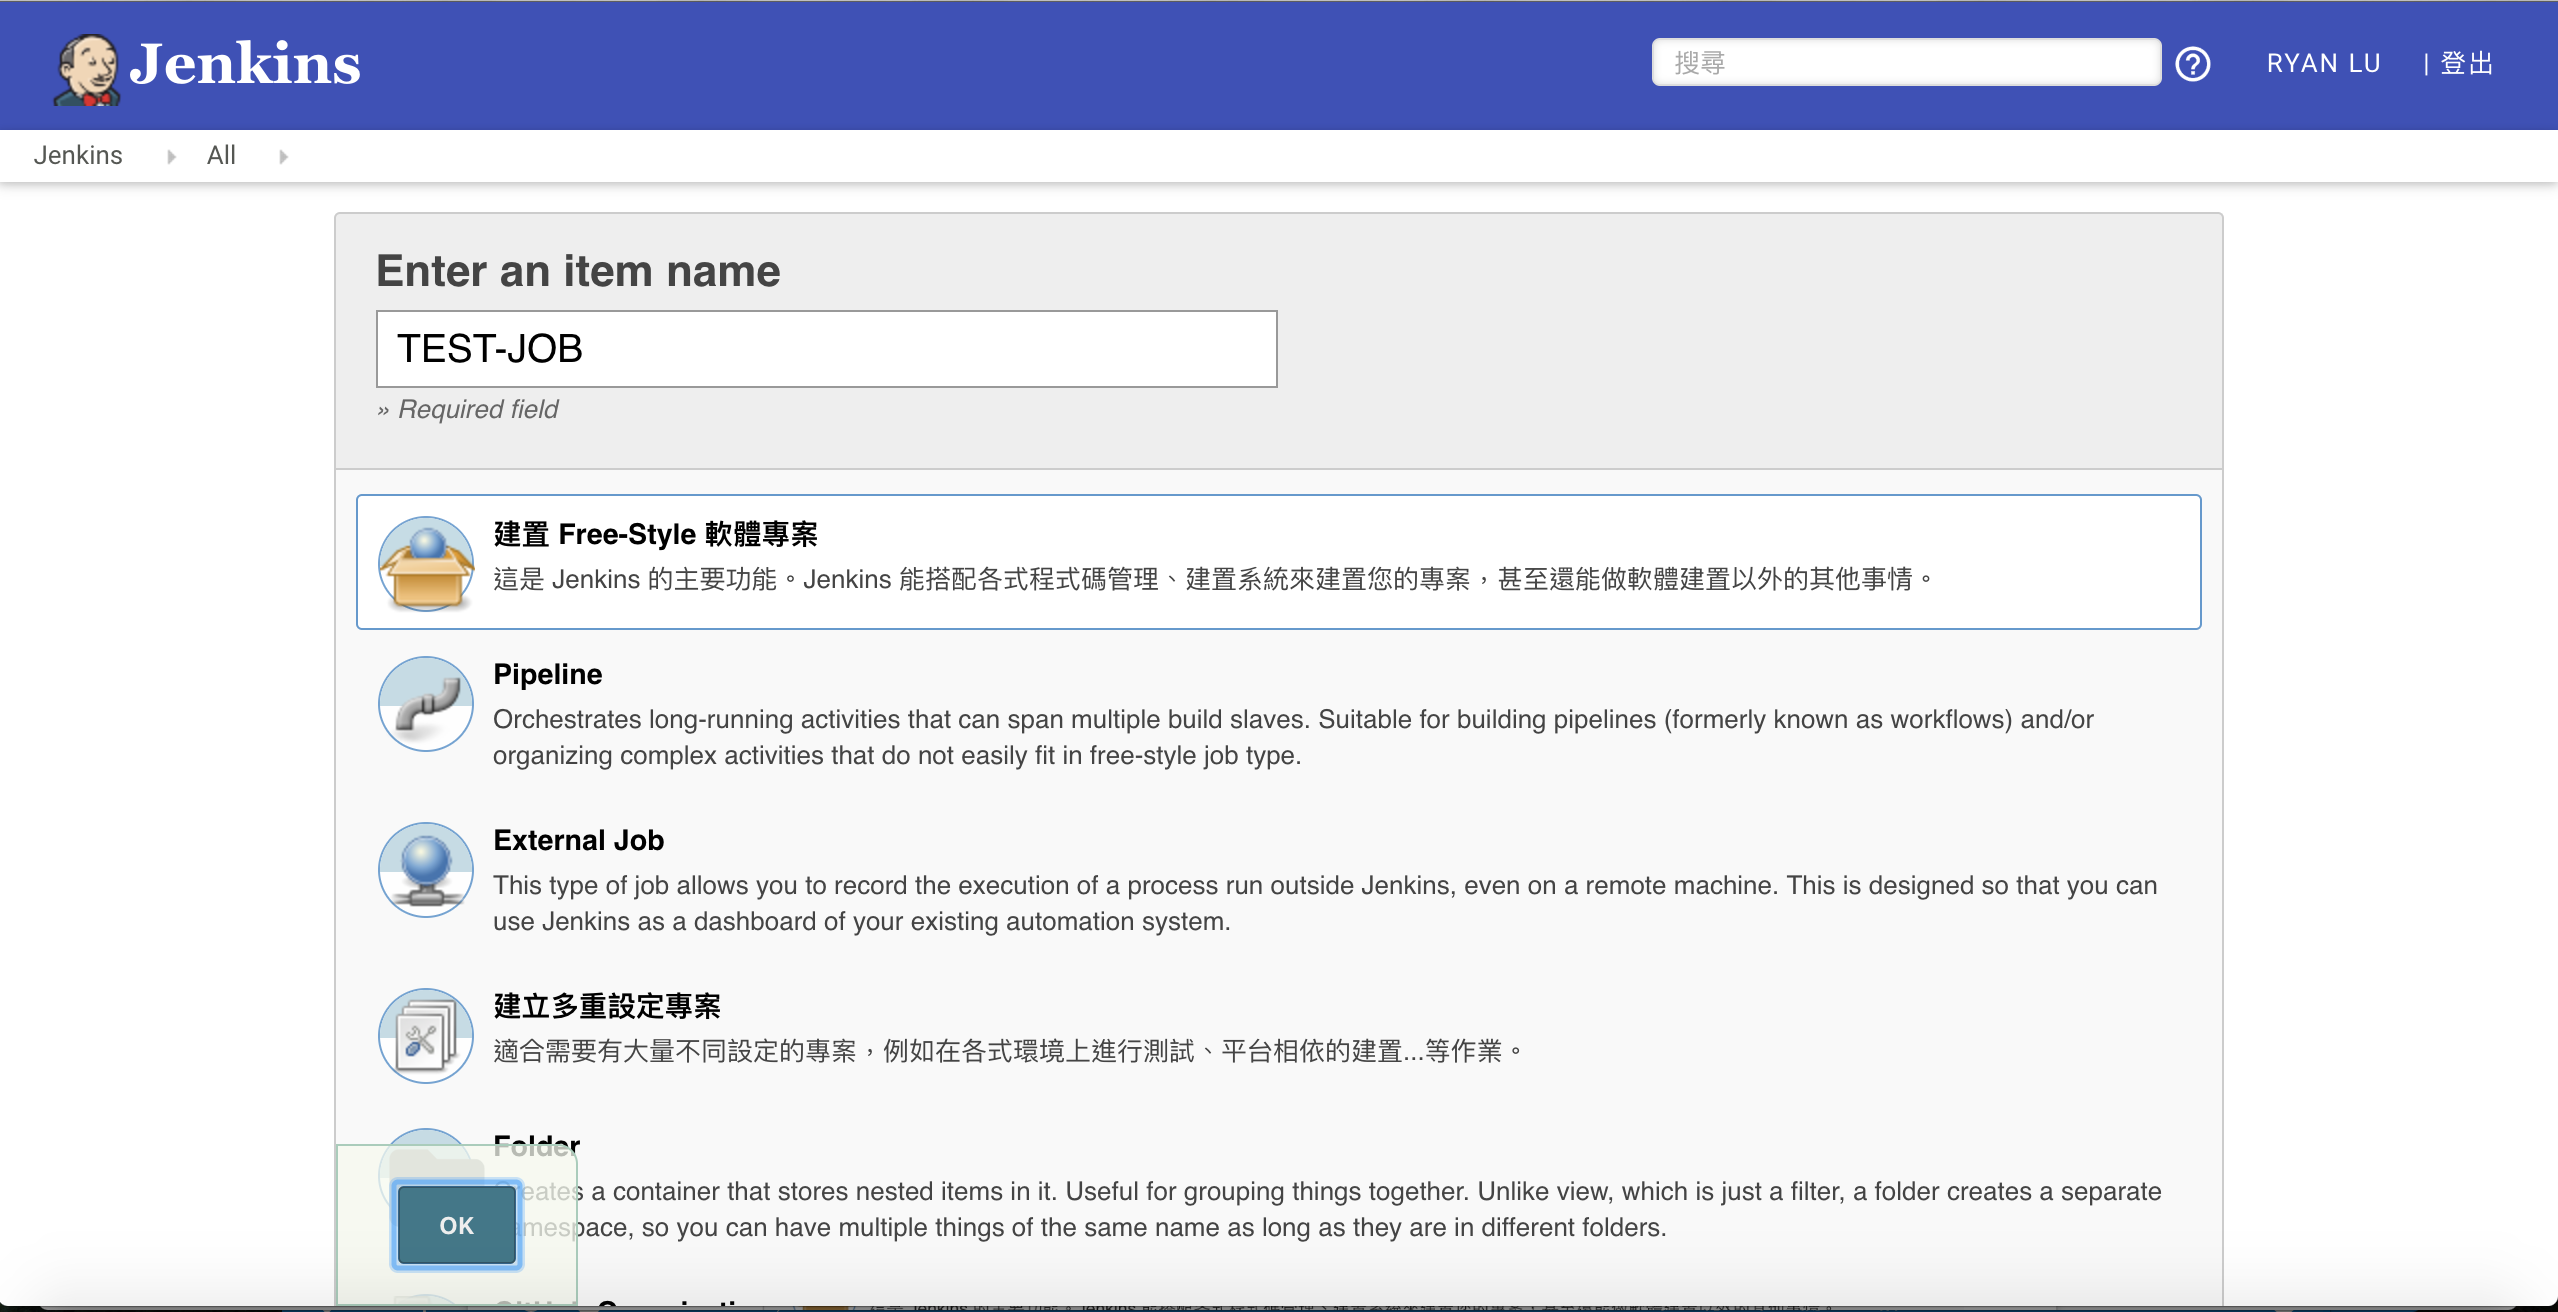 Jenkins
搜尋
RYAN LU
| 登出
Jenkins
All
Enter an item name
TEST-JOB
» Required field
建置 Free-Style 軟體專案
這是 Jenkins 的主要功能。Jenkins 能搭配各式程式碼管理、建置系統來建置您的專案，甚至還能做軟體建置以外的其他事情。
Pipeline
Orchestrates long-running activities that can span multiple build slaves. Suitable for building pipelines (formerly known as workflows) and/or
organizing complex activities that do not easily fit in free-style job type.
External Job
This type of job allows you to record the execution of a process run outside Jenkins, even on a remote machine. This is designed so that you can
use Jenkins as a dashboard of your existing automation system.
建立多重設定專案
適合需要有大量不同設定的專案，例如在各式環境上進行測試、平台相依的建置...等作業。
Folder
Creates a container that stores nested items in it. Useful for grouping things together. Unlike view, which is just a filter, a folder creates a separate
namespace, so you can have multiple things of the same name as long as they are in different folders.
OK